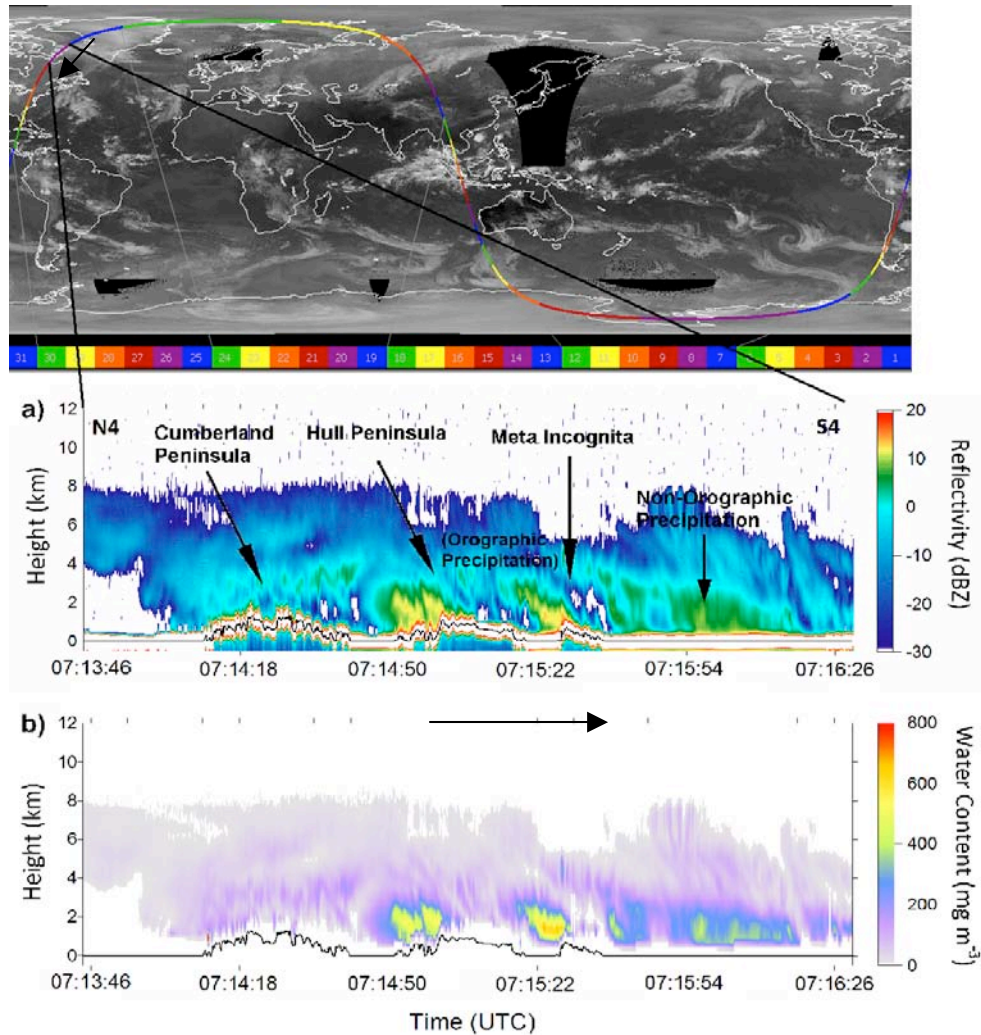 31 30 28 27 26 25 24 22 21 20 19 18 17 16 15 14 13 12 11 10 9 8 7 5 4 3 2 1
a)
N4
S4
Cumberland
Peninsula
Hull Peninsula
Meta Incognita
(Orographic
Precipitation)
Non-Orographic
Precipitation
12
10
8
6
4
2
0
Height (km)
07:13:46 07:14:18 07:14:50 07:15:22 07:15:54 07:16:26
20
10
0
-10
-20
-30
Reflectivity (dBZ)
b)
12
10
8
6
4
2
0
Height (km)
07:13:46 07:14:18 07:14:50 07:15:22 07:15:54 07:16:26
800
600
400
200
0
Water Content (mg m⁻³)
Time (UTC)